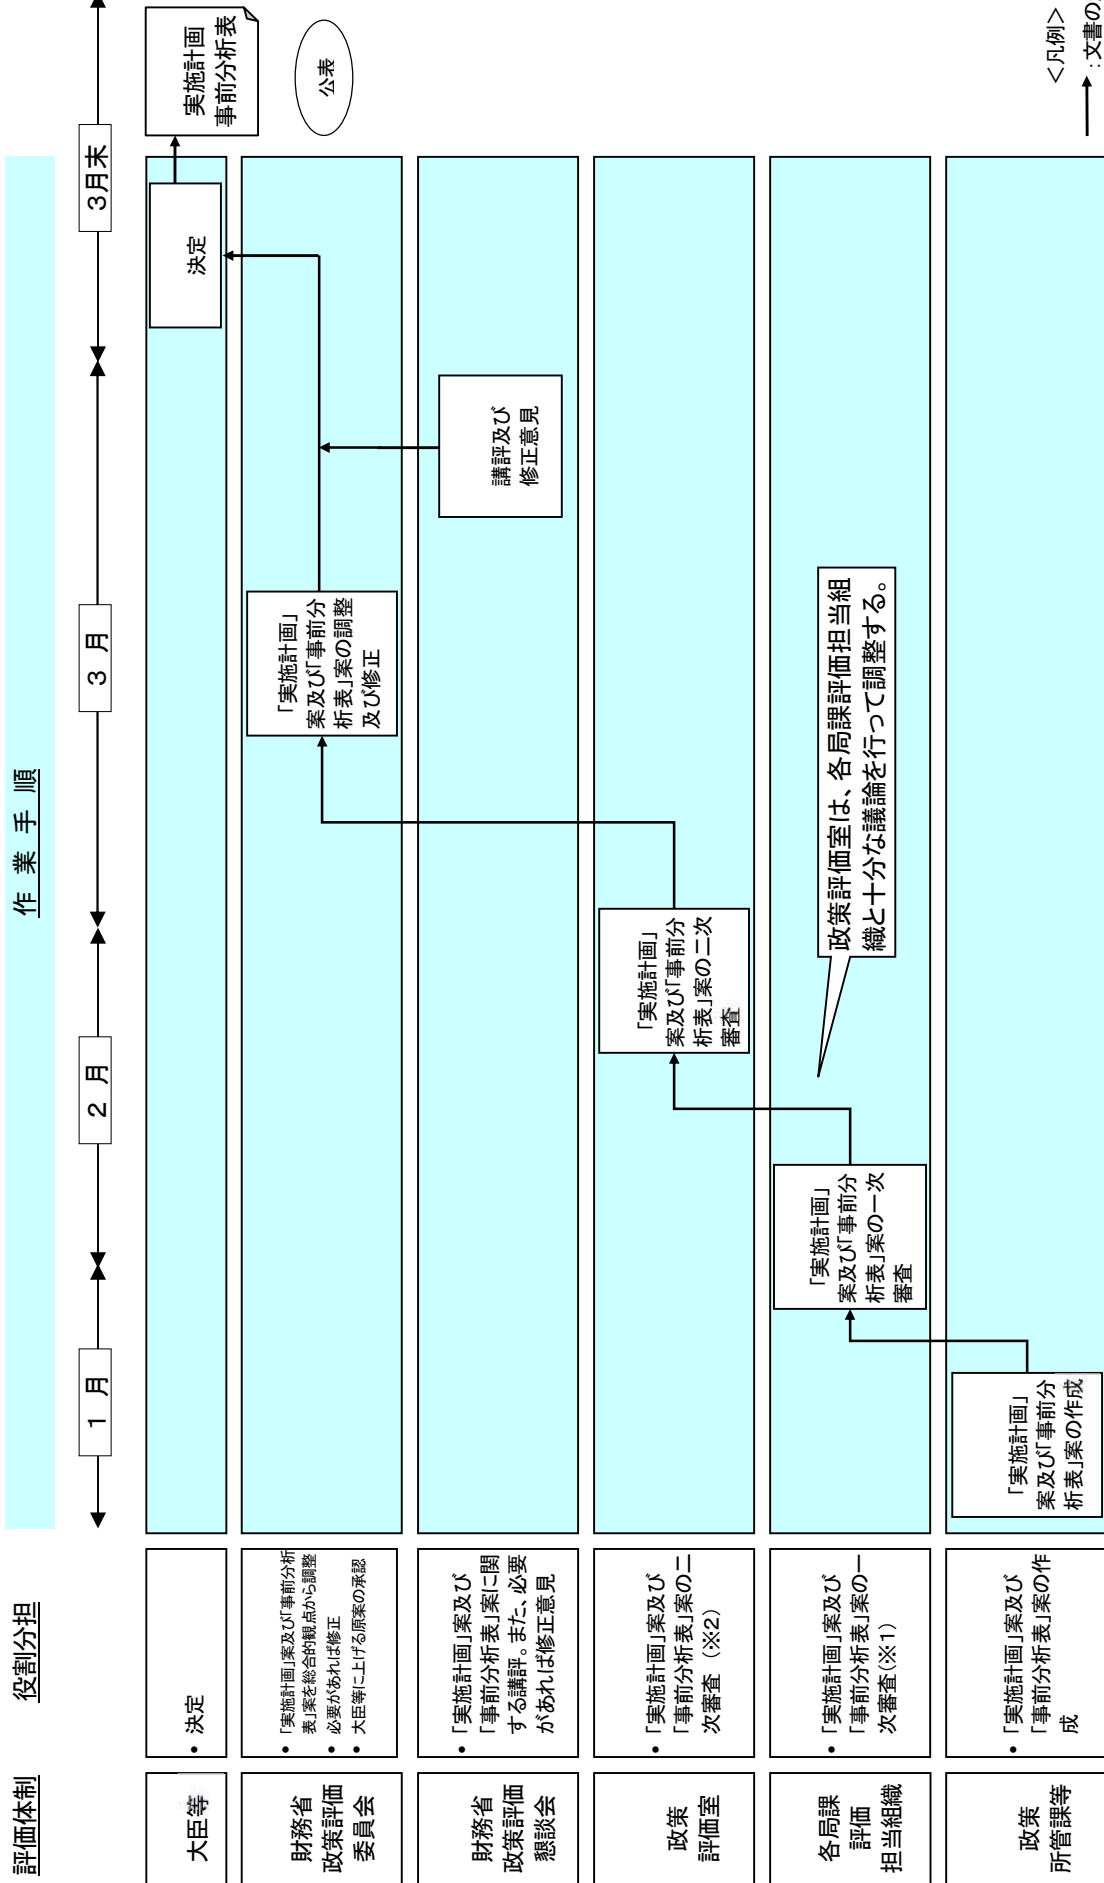 評価体制
役割分担
作 業 手 順
１ 月
２ 月
３ 月
３月末
大臣等
• 決定
決定
実施計画
事前分析表
公表
財務省
政策評価
委員会
• 「実施計画」案及び「事前分析
表」案を総合的観点から調整
• 必要があれば修正
• 大臣等に上げる原案の承認
「実施計画」
案及び「事前分
析表」案の調整
及び修正
財務省
政策評価
懇談会
• 「実施計画」案及び
「事前分析表」案に関
する講評。また、必要
があれば修正意見
講評及び
修正意見
政策
評価室
• 「実施計画」案及び
「事前分析表」案の二
次審査 (※2)
「実施計画」
案及び「事前分
析表」案の二次
審査
各局課
評価
担当組織
• 「実施計画」案及び
「事前分析表」案の一
次審査(※1)
「実施計画」
案及び「事前分
析表」案の一次
審査
政策評価室は、各局課評価担当組
織と十分な議論を行って調整する。
政策
所管課等
• 「実施計画」案及び
「事前分析表」案の作
成
「実施計画」
案及び「事前分
析表」案の作成
＜凡例＞
:文書の